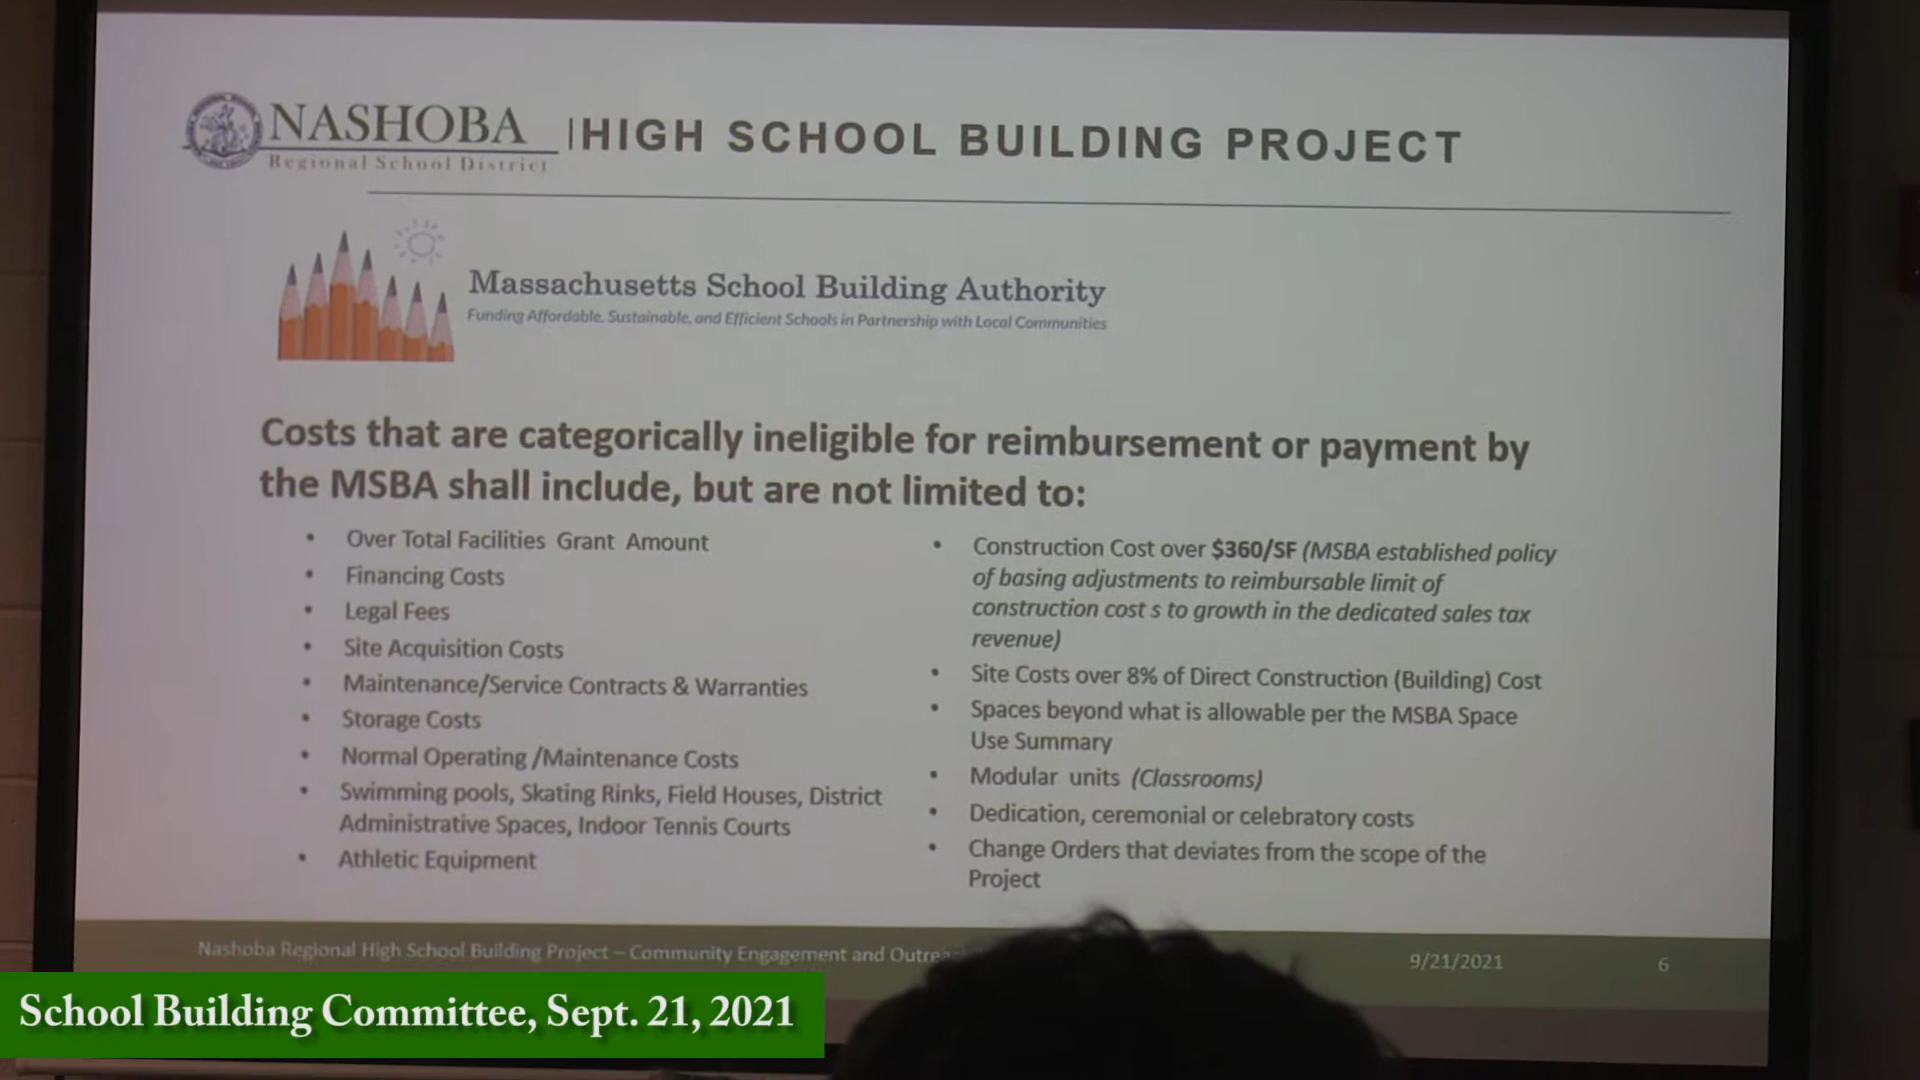 NASHOBA
Regional School District
|HIGH SCHOOL BUILDING PROJECT
Massachusetts School Building Authority
Funding Affordable, Sustainable, and Efficient Schools in Partnership with Local Communities
Costs that are categorically ineligible for reimbursement or payment by
the MSBA shall include, but are not limited to:
• Over Total Facilities Grant Amount
• Financing Costs
• Legal Fees
• Site Acquisition Costs
• Maintenance/Service Contracts & Warranties
• Storage Costs
• Normal Operating /Maintenance Costs
• Swimming pools, Skating Rinks, Field Houses, District
Administrative Spaces, Indoor Tennis Courts
• Athletic Equipment
• Construction Cost over $360/SF (MSBA established policy
of basing adjustments to reimbursable limit of
construction cost s to growth in the dedicated sales tax
revenue)
• Site Costs over 8% of Direct Construction (Building) Cost
• Spaces beyond what is allowable per the MSBA Space
Use Summary
• Modular units (Classrooms)
• Dedication, ceremonial or celebratory costs
• Change Orders that deviates from the scope of the
Project
Nashoba Regional High School Building Project – Community Engagement and
9/21/2021
6
School Building Committee, Sept. 21, 2021